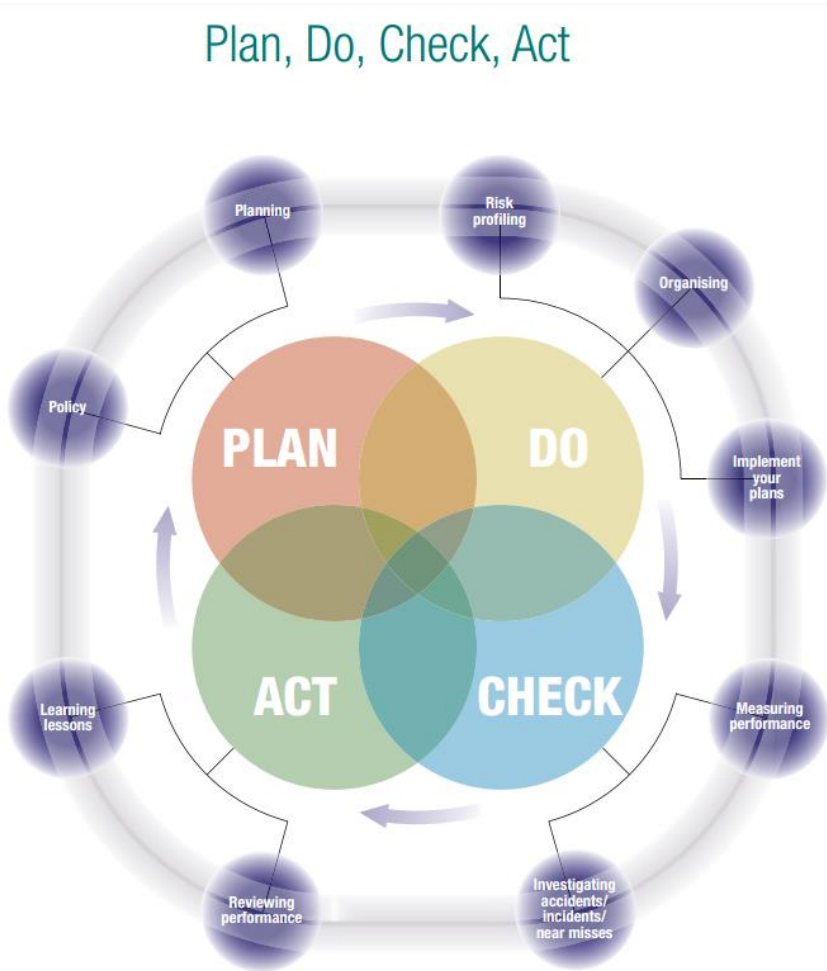 Plan, Do, Check, Act
Planning
Risk
profiling
Organising
Policy
PLAN
DO
Implement
your
plans
ACT
CHECK
Learning
lessons
Measuring
performance
Reviewing
performance
Investigating
accidents/
incidents/
near misses